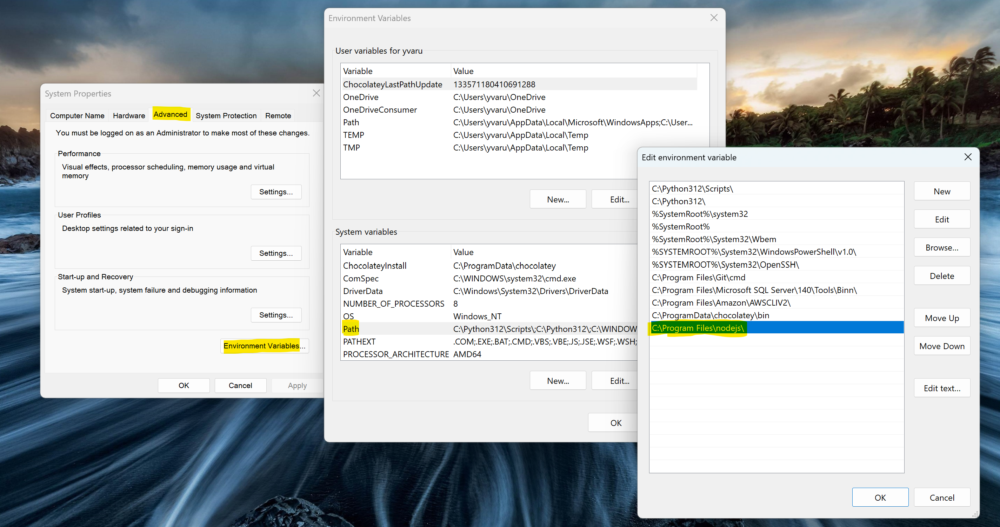 System Properties
Computer Name
Hardware
Advanced
System Protection
Remote
You must be logged on as an Administrator to make most of these changes.
Performance
Visual effects, processor scheduling, memory usage and virtual
memory
Settings...
User Profiles
Desktop settings related to your sign-in
Settings...
Start-up and Recovery
System start-up, system failure and debugging information
Settings...
Environment Variables...
OK
Cancel
Apply
Environment Variables
User variables for yvaru
Variable Value
ChocolateyLastPathUpdate 133571180410691288
OneDrive C:\Users\yvaru\OneDrive
OneDriveConsumer C:\Users\yvaru\OneDrive
Path C:\Users\yvaru\AppData\Local\Microsoft\WindowsApps;C:\User...
TEMP C:\Users\yvaru\AppData\Local\Temp
TMP C:\Users\yvaru\AppData\Local\Temp
New...
Edit...
System variables
Variable Value
ChocolateyInstall C:\ProgramData\chocolatey
ComSpec C:\WINDOWS\system32\cmd.exe
DriverData C:\Windows\System32\Drivers\DriverData
NUMBER_OF_PROCESSORS 8
OS Windows_NT
Path C:\Python312\Scripts\;C:\Python312\;C:\WINDOW
PATHEXT .COM;.EXE;.BAT;.CMD;.VBS;.VBE;.JS;.JSE;.WSF;.WSH;
PROCESSOR_ARCHITECTURE AMD64
New...
Edit...
OK
Edit environment variable
C:\Python312\Scripts\
C:\Python312\
%SystemRoot%\system32
%SystemRoot%
%SystemRoot%\System32\Wbem
%SYSTEMROOT%\System32\WindowsPowerShell\v1.0\
%SYSTEMROOT%\System32\OpenSSH\
C:\Program Files\Git\cmd
C:\Program Files\Microsoft SQL Server\140\Tools\Binn\
C:\Program Files\Amazon\AWSCLIV2\
C:\ProgramData\chocolatey\bin
C:\Program Files\nodejs\
New
Edit
Browse...
Delete
Move Up
Move Down
Edit text...
OK
Cancel